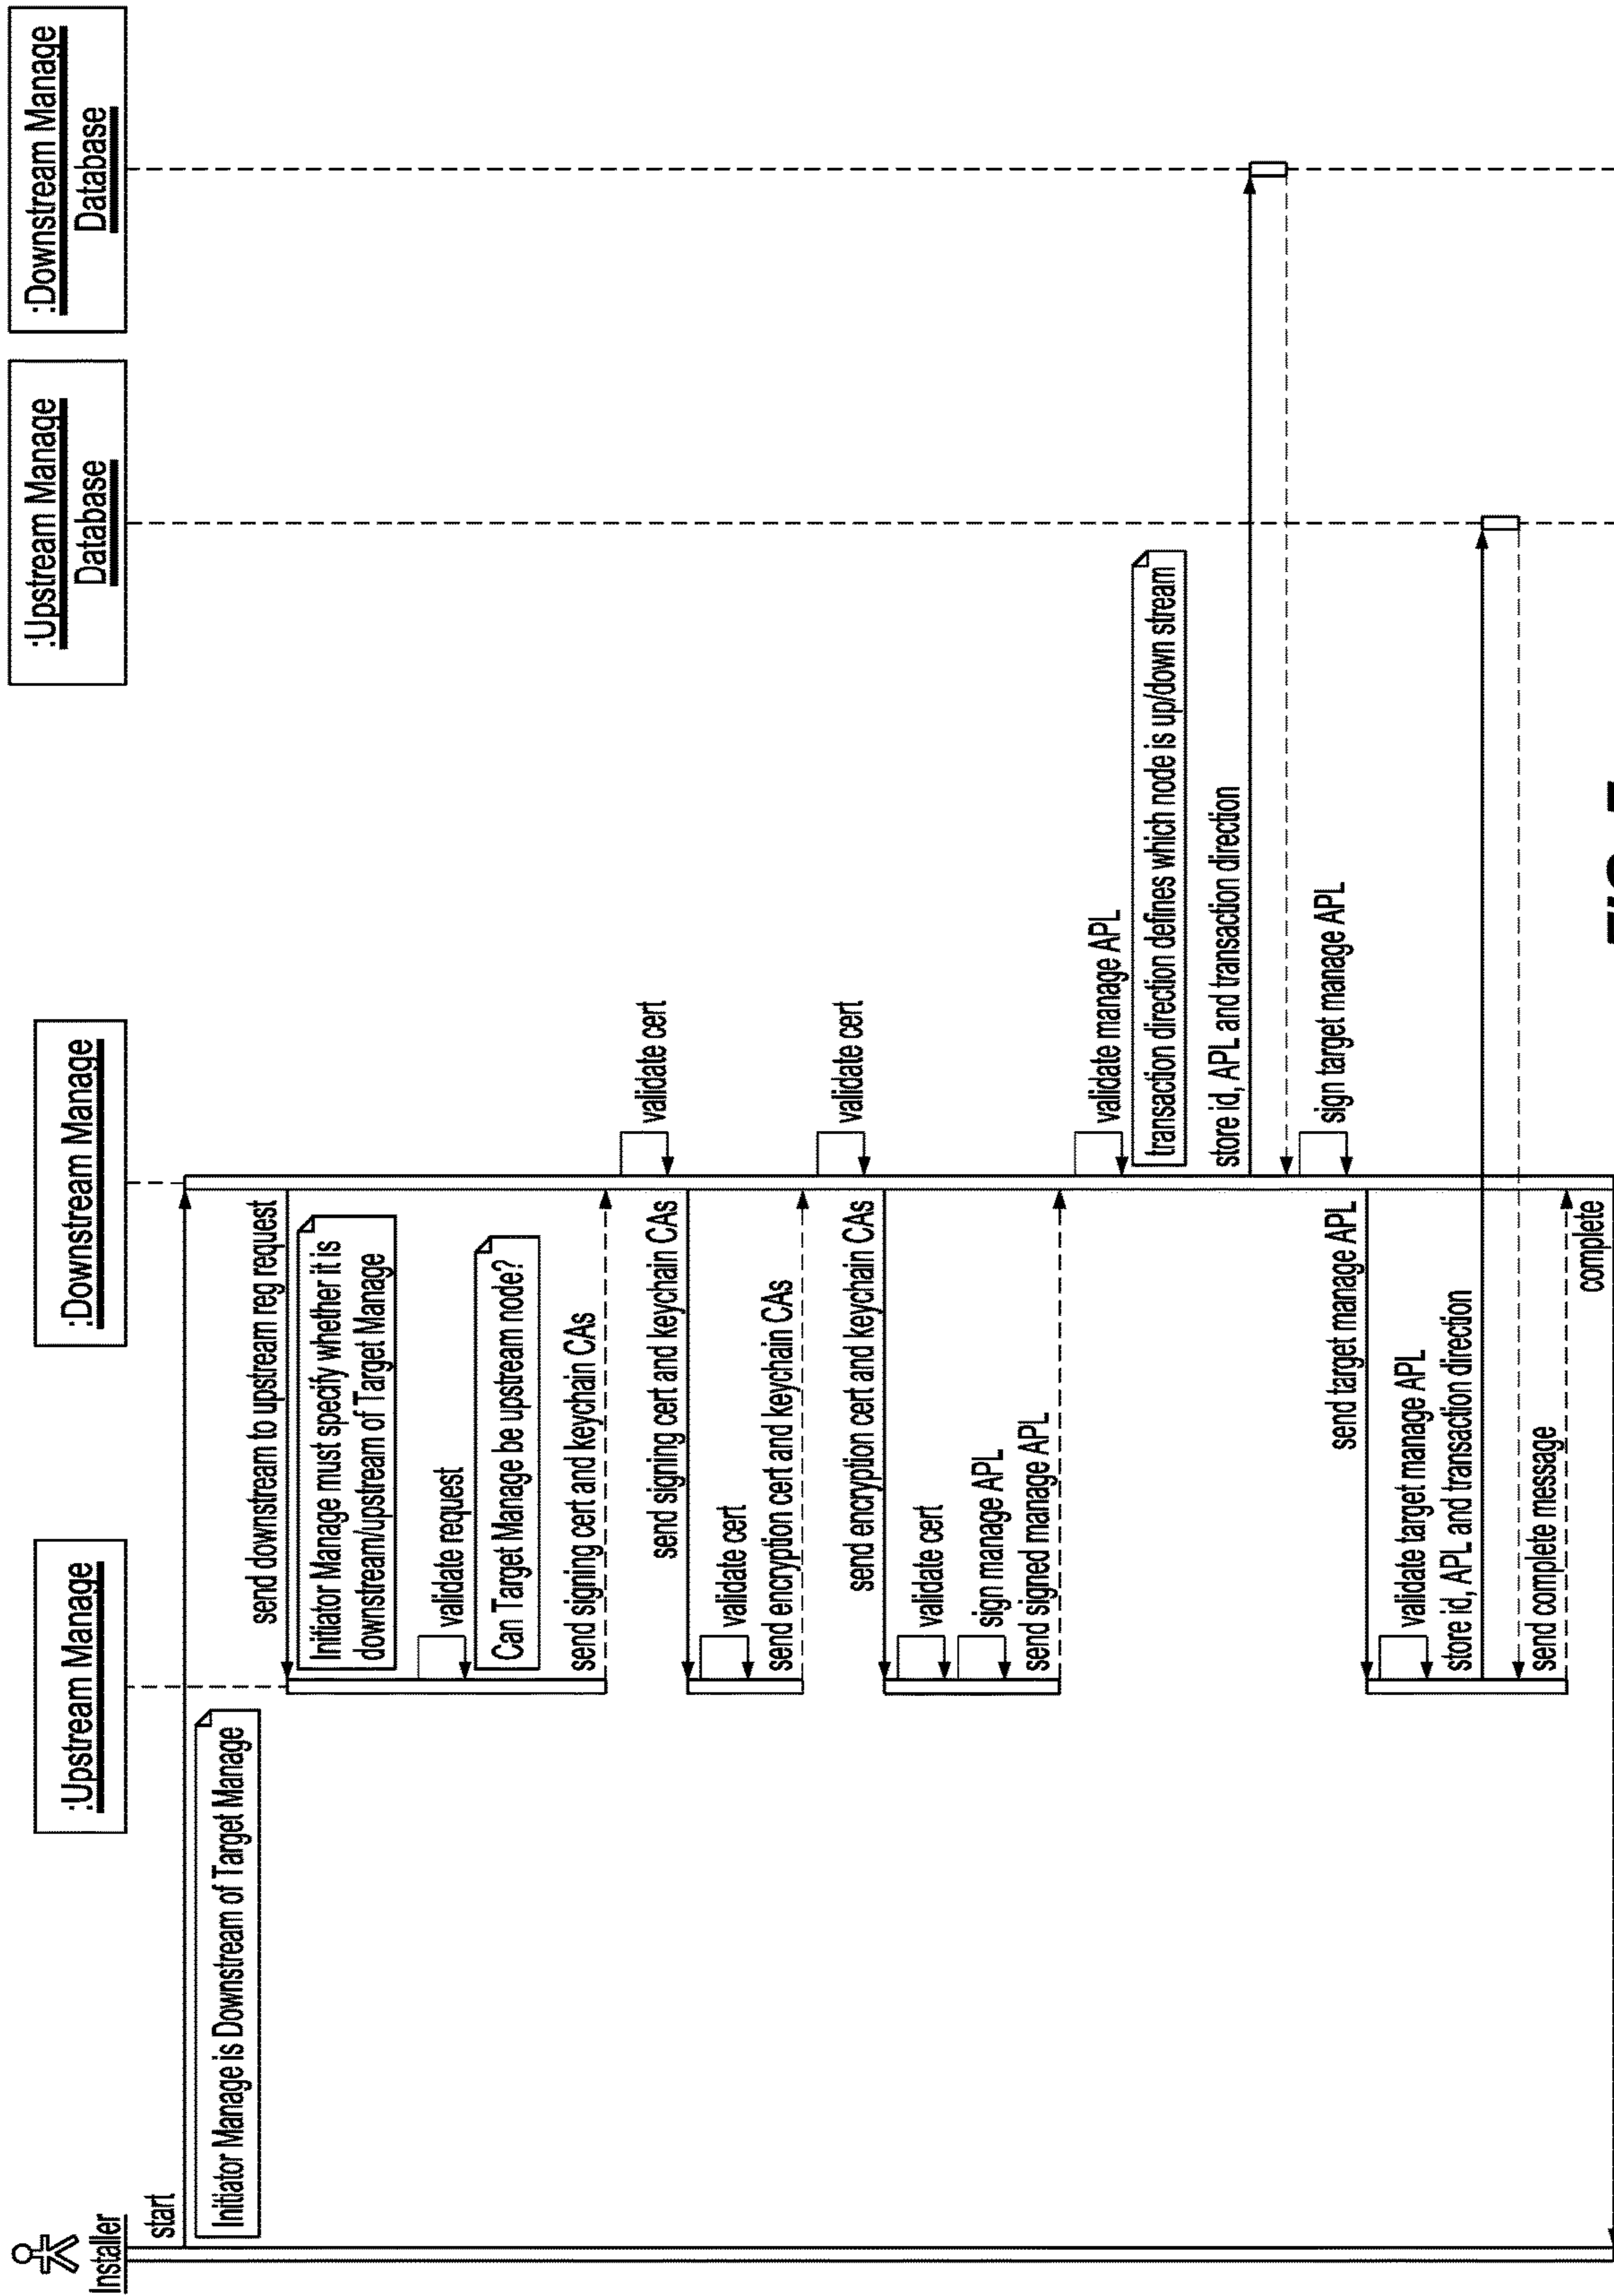 Installer
:Upstream Manage
:Downstream Manage
:Upstream Manage
Database
:Downstream Manage
Database
start
Initiator Manage is Downstream of Target Manage
send downstream to upstream reg request
Initiator Manage must specify whether it is
downstream/upstream of Target Manage
validate request
Can Target Manage be upstream node?
send signing cert and keychain CAs
validate cert
send signing cert and keychain CAs
validate cert
send encryption cert and keychain CAs
validate cert
send encryption cert and keychain CAs
validate cert
sign manage APL
send signed manage APL
validate manage APL
transaction direction defines which node is up/down stream
store id, APL and transaction direction
sign target manage APL
send target manage APL
validate target manage APL
store id, APL and transaction direction
send complete message
complete